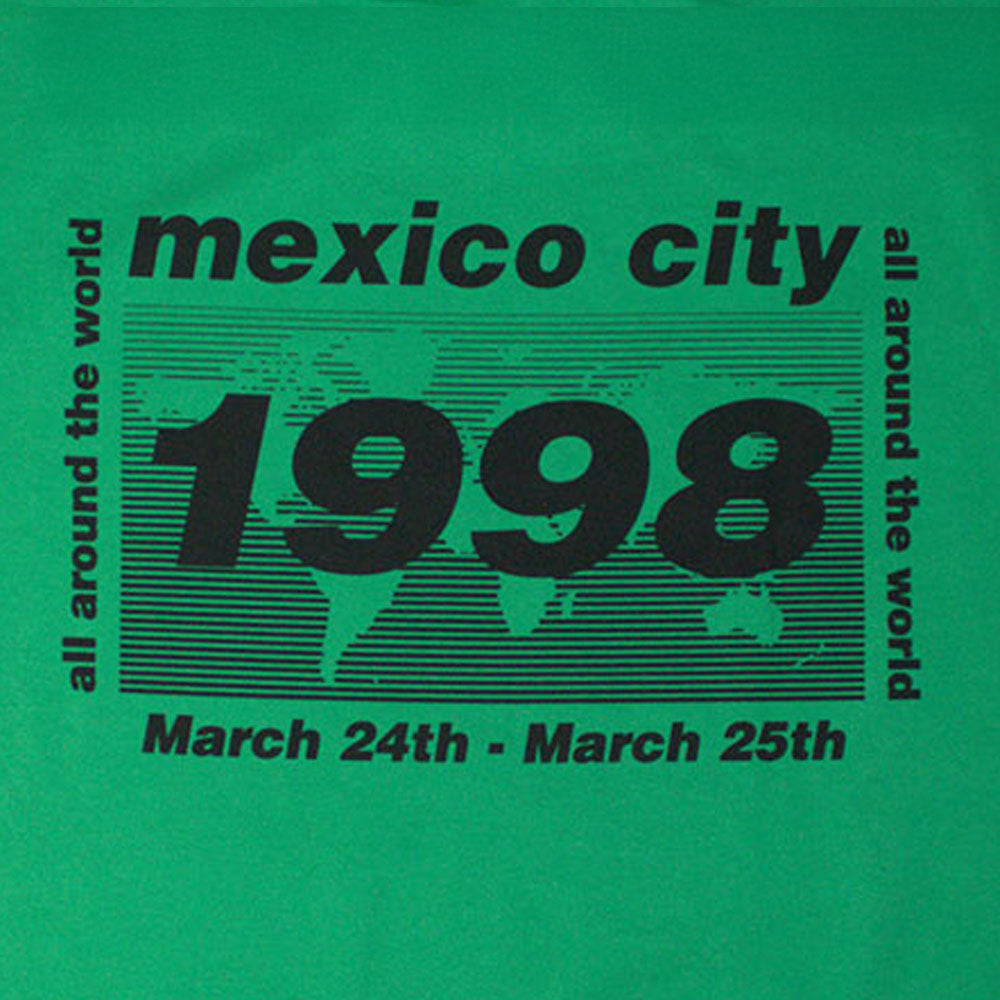 mexico city
all around the world
1998
all around the world
March 24th - March 25th